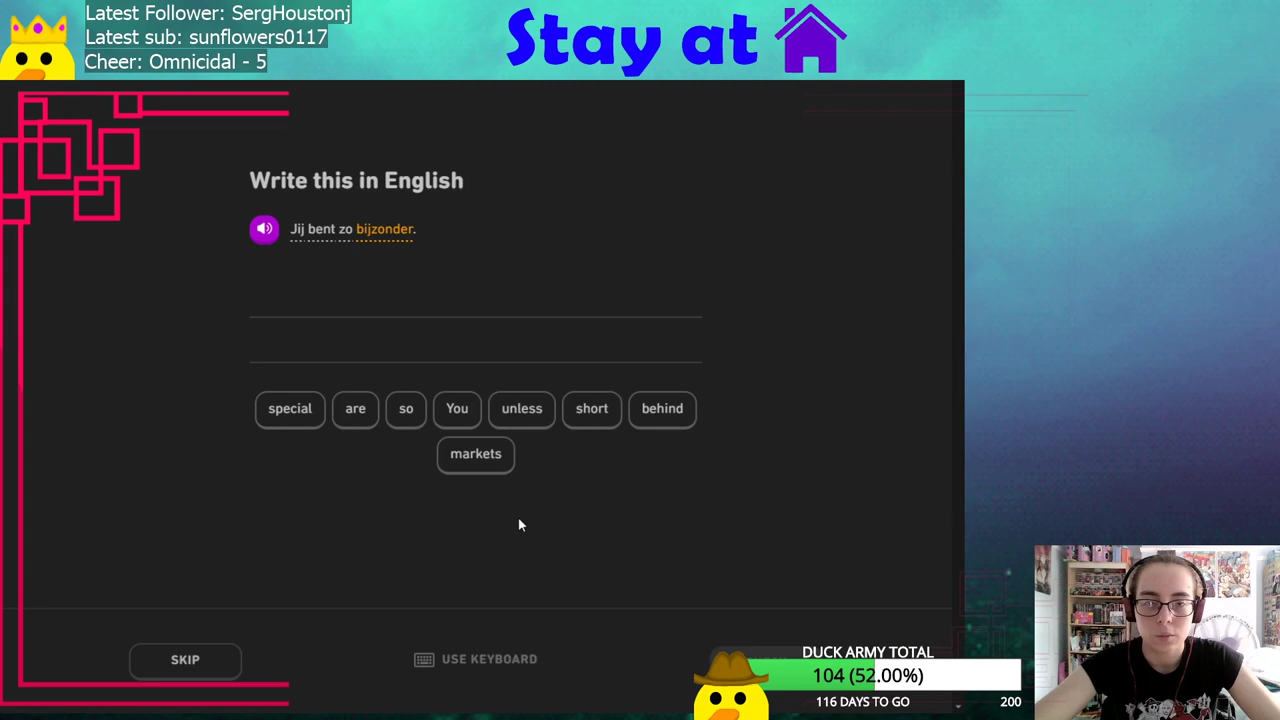 Latest Follower: SergHoustonj
Latest sub: sunflowers0117
Cheer: Omnicidal - 5
Stay at
Write this in English
Jij bent zo bijzonder.
special are so You unless short behind
markets
SKIP
USE KEYBOARD
DUCK ARMY TOTAL
104 (52.00%)
116 DAYS TO GO
200